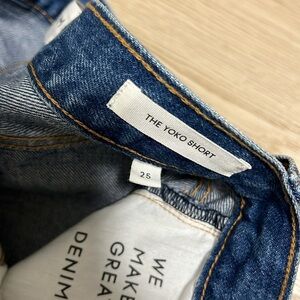 THE YOKO SHORT
25
WE
MAKE
GREA
DENIM